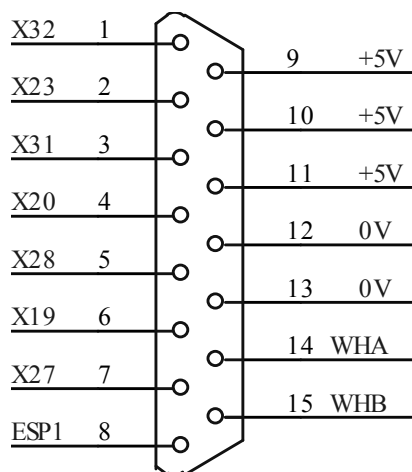 X32 1
9 +5V
X23 2
10 +5V
X31 3
11 +5V
X20 4
12 0V
X28 5
13 0V
X19 6
14 WHA
X27 7
15 WHB
ESP1 8